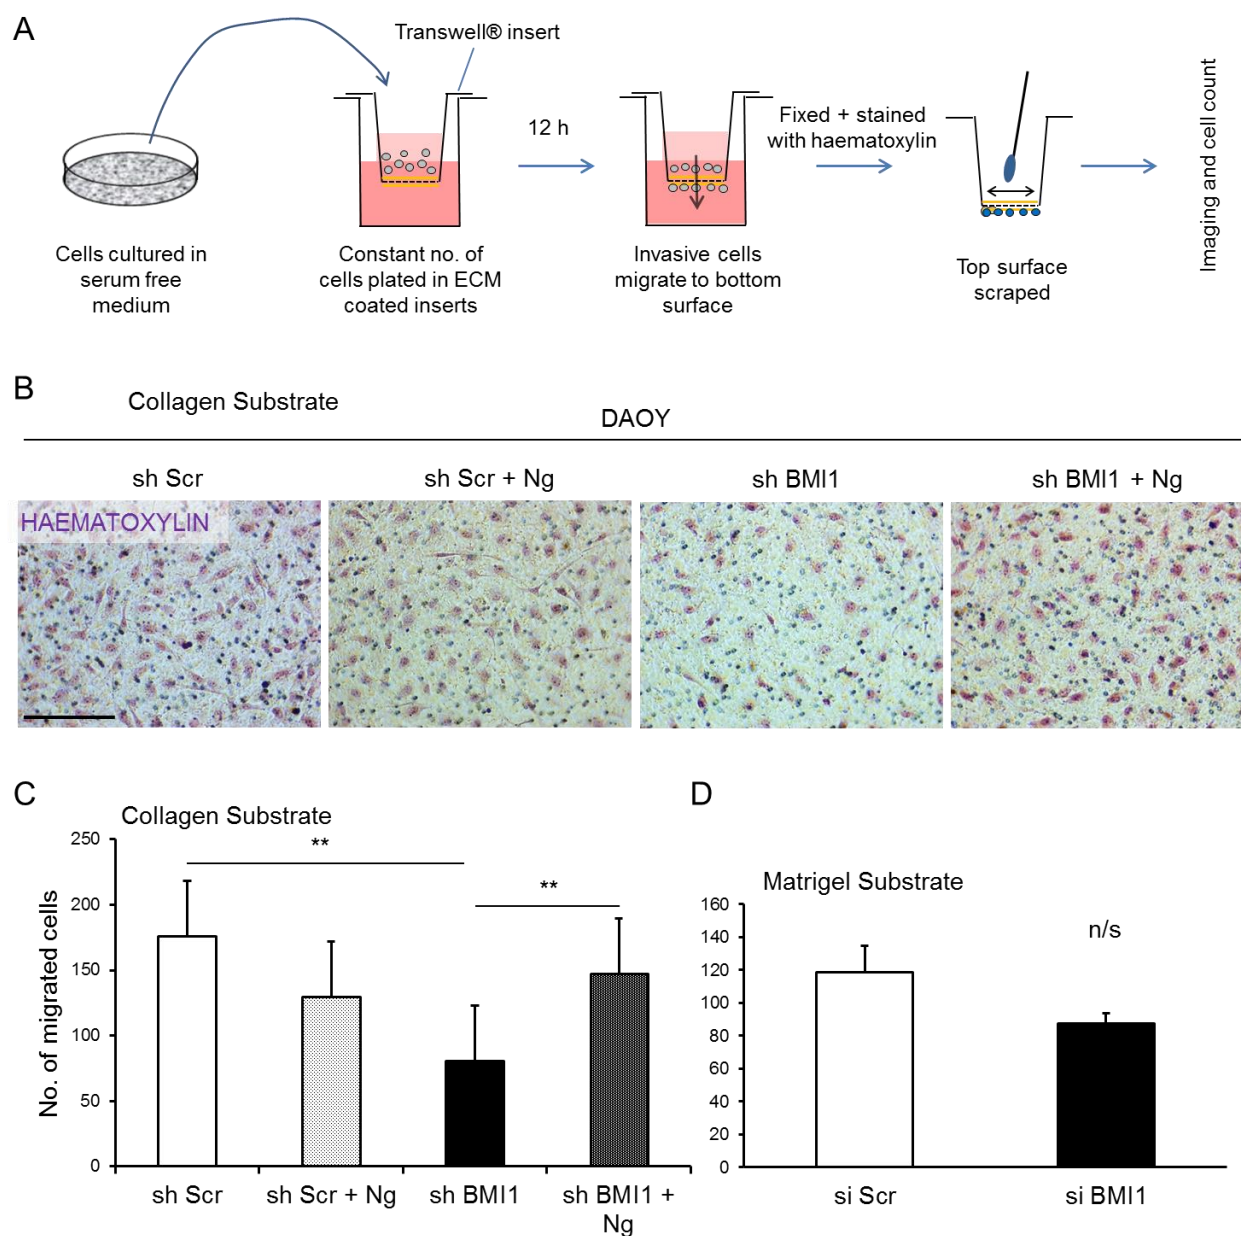 A
Transwell® insert
12 h
Fixed + stained
with haematoxylin
Imaging and cell count
Cells cultured in
serum free
medium
Constant no. of
cells plated in ECM
coated inserts
Invasive cells
migrate to bottom
surface
Top surface
scraped
B
Collagen Substrate
DAOY
sh Scr
sh Scr + Ng
sh BMI1
sh BMI1 + Ng
HAEMATOXYLIN
C
Collagen Substrate
No. of migrated cells
250
200
150
100
50
0
**
**
sh Scr
sh Scr + Ng
sh BMI1
sh BMI1 +
Ng
D
Matrigel Substrate
160
140
120
100
80
60
40
20
0
n/s
si Scr
si BMI1